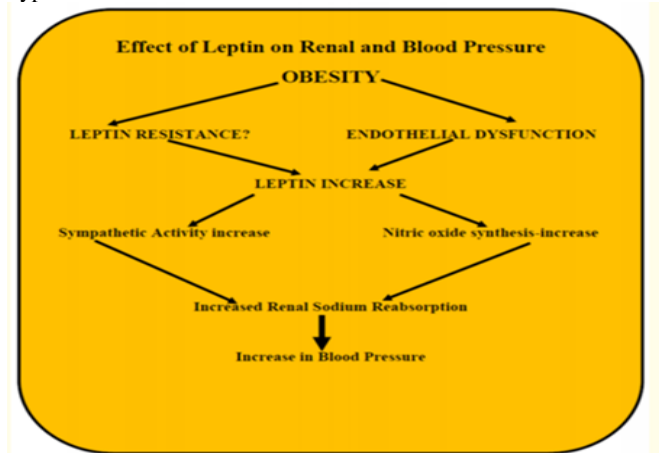 Effect of Leptin on Renal and Blood Pressure
OBESITY
LEPTIN RESISTANCE? ENDOTHELIAL DYSFUNCTION
LEPTIN INCREASE
Sympathetic Activity increase Nitric oxide synthesis-increase
Increased Renal Sodium Reabsorption
Increase in Blood Pressure